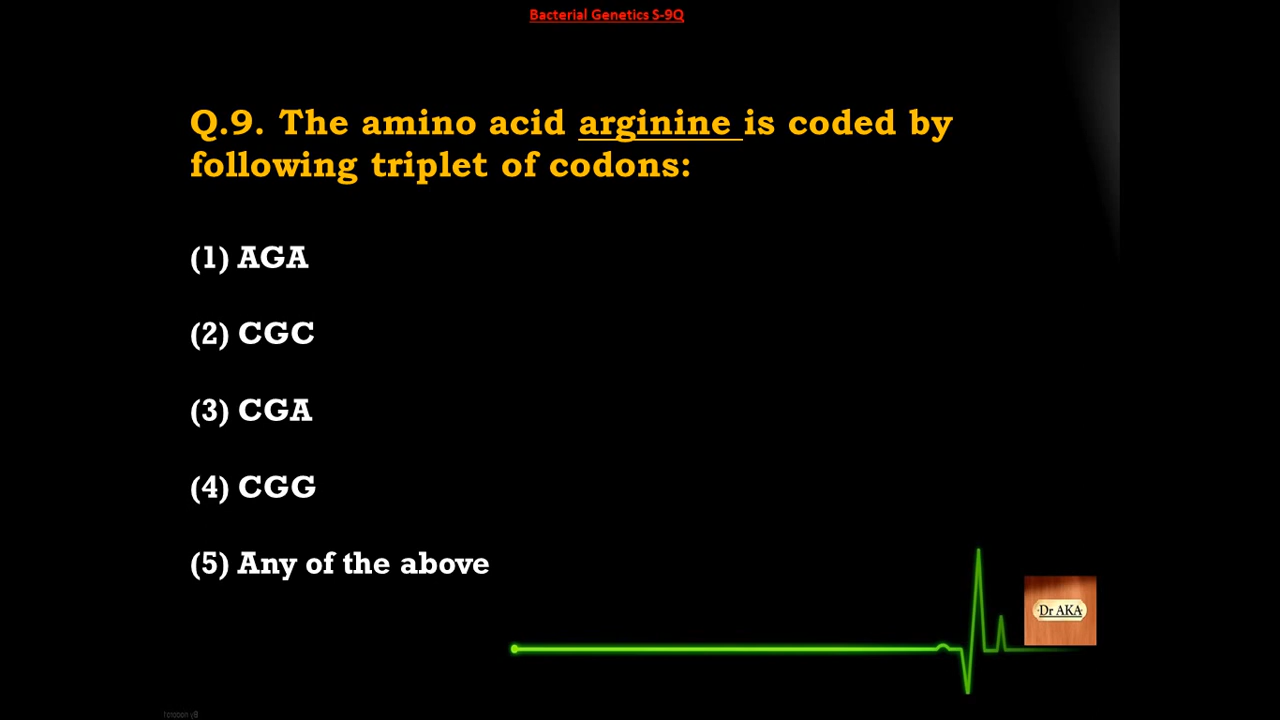 Bacterial Genetics S-9Q
Q.9. The amino acid arginine is coded by
following triplet of codons:
(1) AGA
(2) CGC
(3) CGA
(4) CGG
(5) Any of the above
Dr AKA